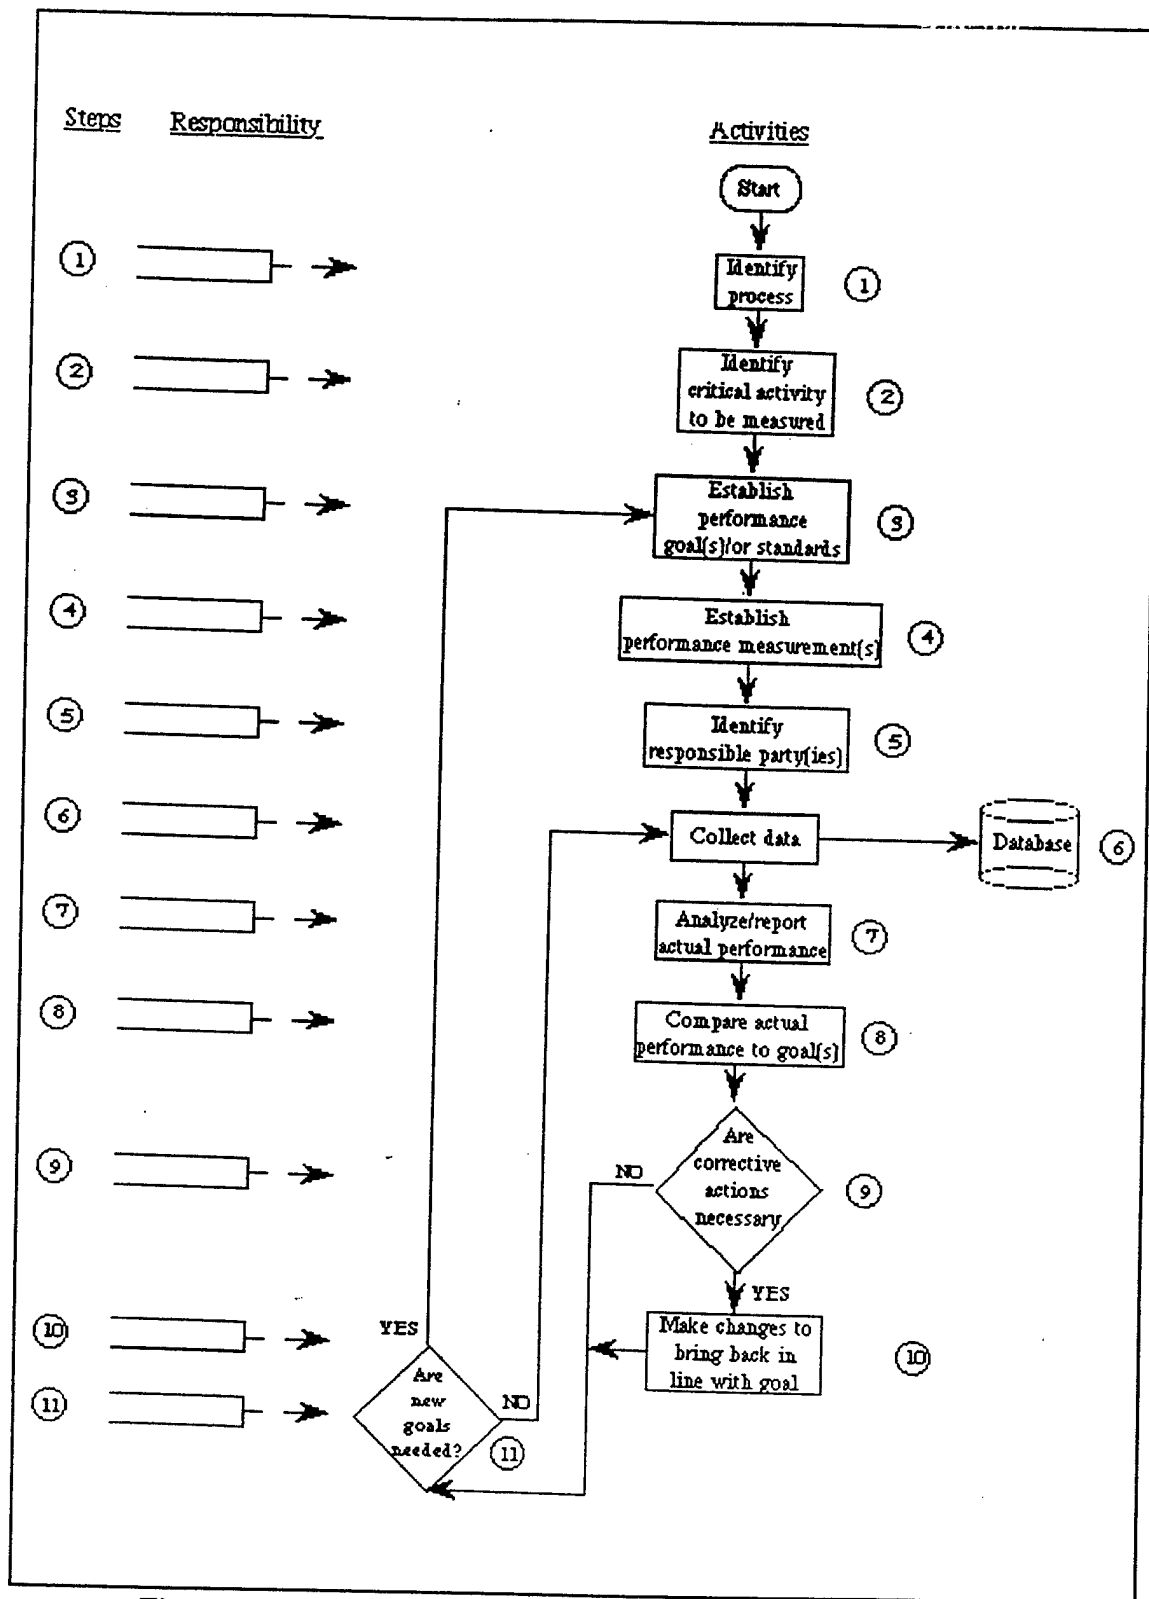 Steps
Responsibility
Activities
Start
1
Identify
process
1
2
Identify
critical activity
to be measured
2
3
Establish
performance
goal(s)/or standards
3
4
Establish
performance measurement(s)
4
5
Identify
responsible party(ies)
5
6
Collect data
Database
6
7
Analyze/report
actual performance
7
8
Compare actual
performance to goal(s)
8
9
NO
Are
corrective
actions
necessary
9
YES
10
YES
Make changes to
bring back in
line with goal
10
11
Are
new
goals
needed?
NO
11